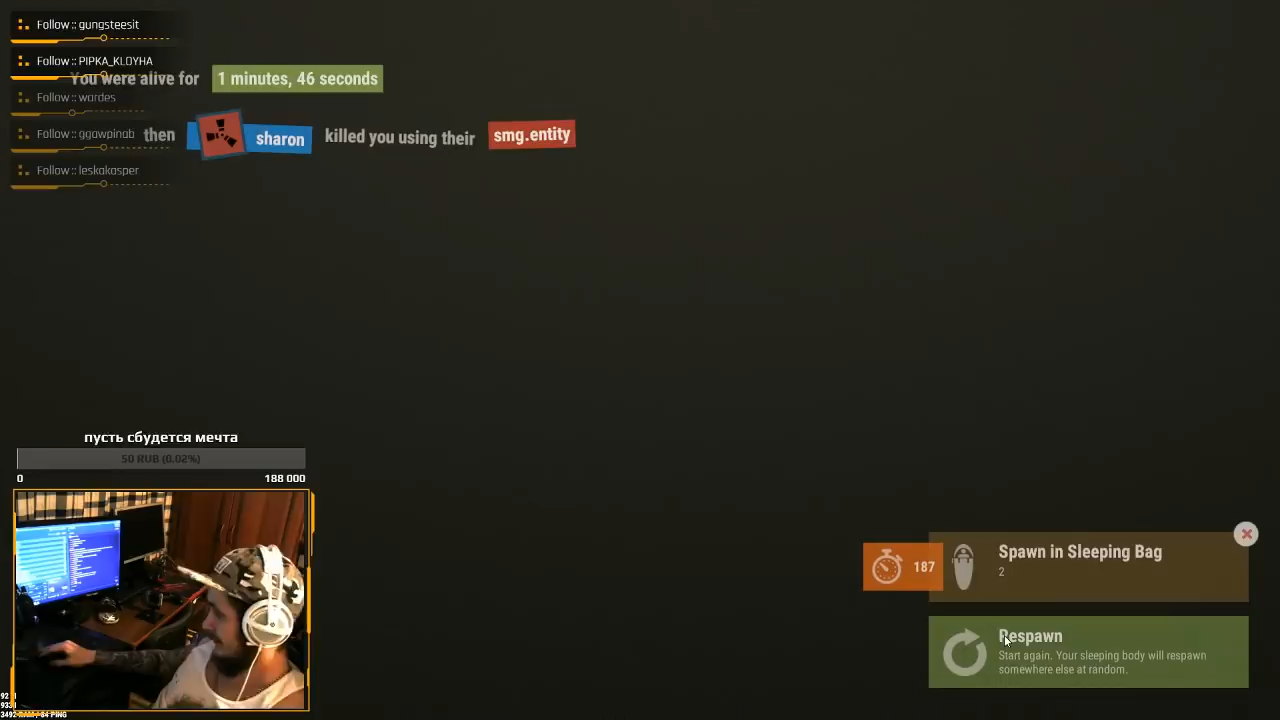 Follow :: gungsteesit
Follow :: PIPKA_KLOYHA
You were alive for 1 minutes, 46 seconds
Follow :: wardes
Follow :: ggawpinab
then sharon killed you using their smg.entity
Follow :: leskakasper
пусть сбудется мечта
50 RUB (0.02%)
0 188 000
187
Spawn in Sleeping Bag
2
Respawn
Start again. Your sleeping body will respawn
somewhere else at random.